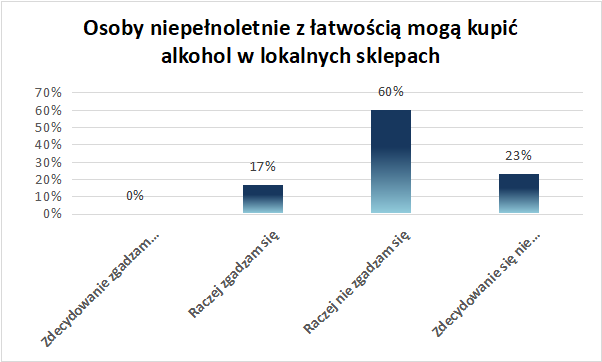 Osoby niepełnoletnie z łatwością mogą kupić
alkohol w lokalnych sklepach
70%
60%
50%
40%
30%
20%
10%
0%
0%
17%
60%
23%
Zdecydowanie zgadzam...
Raczej zgadzam się
Raczej nie zgadzam się
Zdecydowanie się nie...